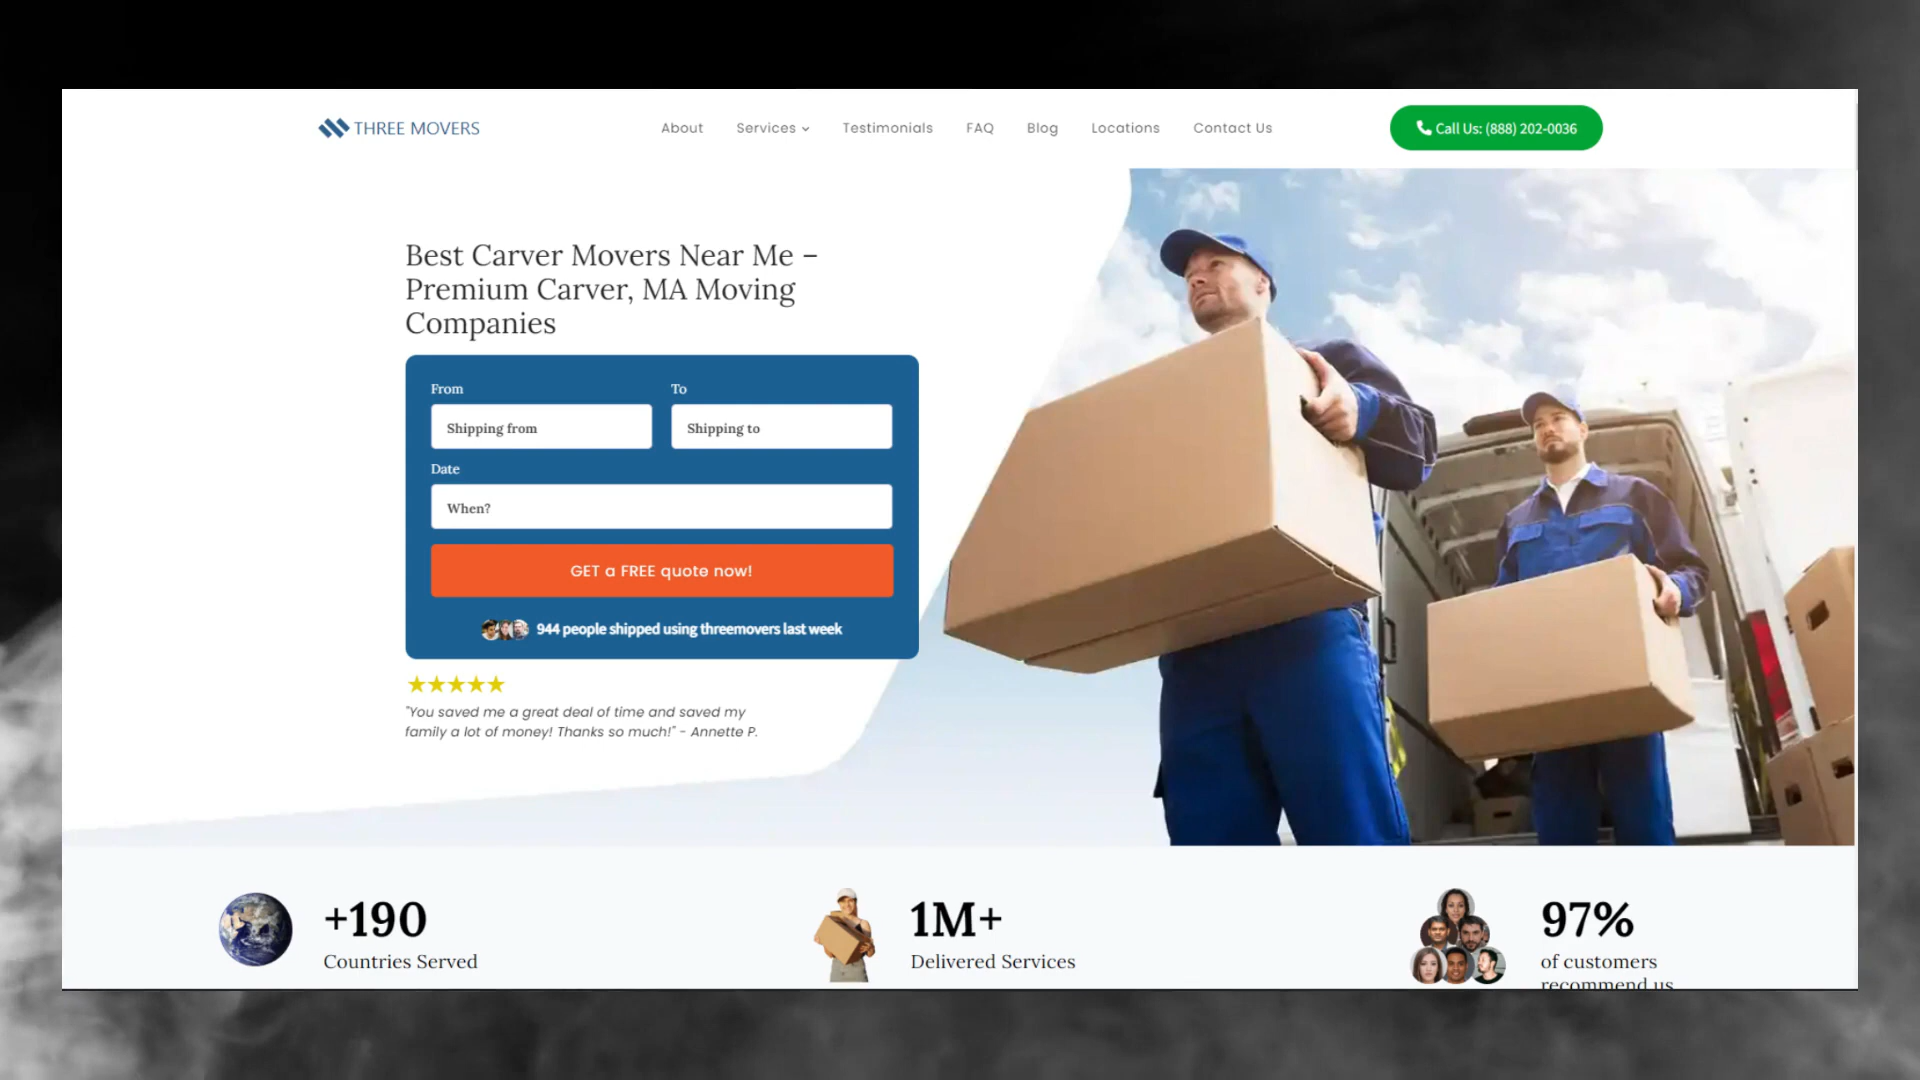 THREE MOVERS
About
Services
Testimonials
FAQ
Blog
Locations
Contact Us
Call Us: (888) 202-0036
Best Carver Movers Near Me –
Premium Carver, MA Moving
Companies
From
To
Shipping from
Shipping to
Date
When?
GET a FREE quote now!
944 people shipped using threemovers last week
"You saved me a great deal of time and saved my
family a lot of money! Thanks so much!" - Annette P.
+190
Countries Served
1M+
Delivered Services
97%
of customers
recommend us